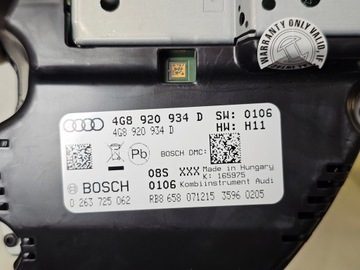 WARRANTY ONLY VALID IF
4G8 920 934 D SW: 0106
4G8 920 934 D HW: H11
Pb
BOSCH DMC:
08S XXX Made in Hungary
K: 165975
BOSCH 0106 Kombiinstrument Audi
0 263 725 062 RB8 658 071215 3596 0205